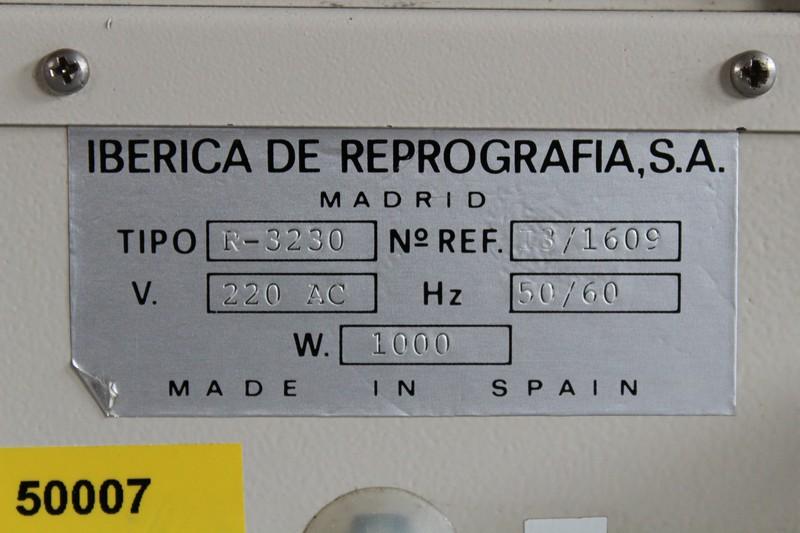 IBERICA DE REPROGRAFIA, S.A.
MADRID
TIPO R-3230 Nº REF. I3/1609
V. 220 AC Hz 50/60
W. 1000
MADE IN SPAIN
50007